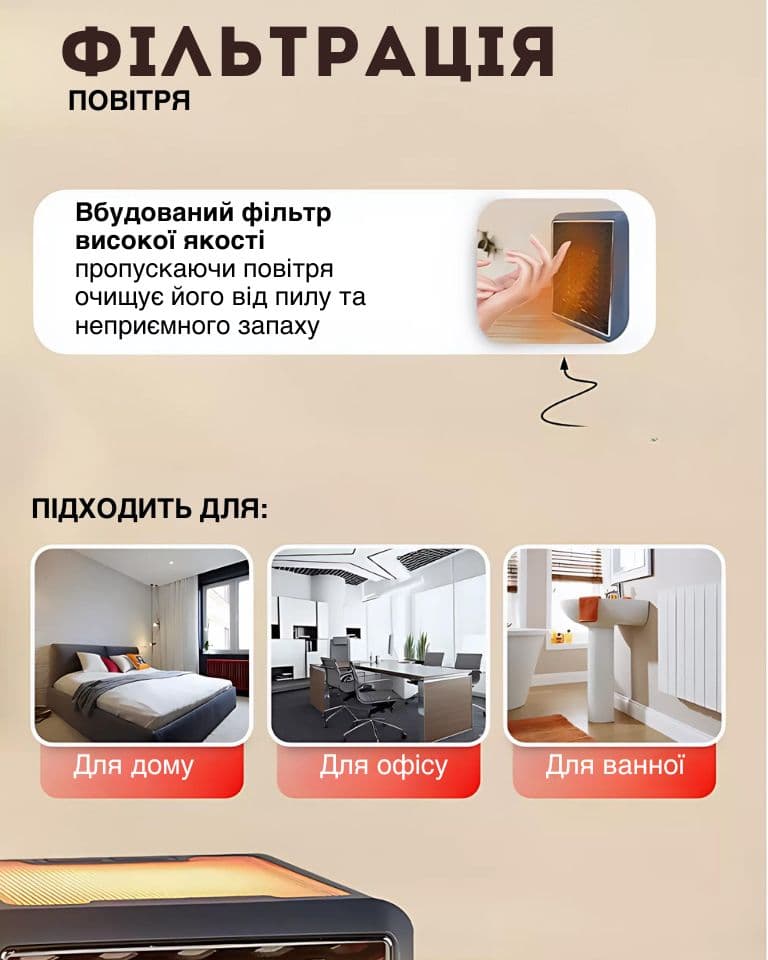 ФІЛЬТРАЦІЯ
ПОВІТРЯ
Вбудований фільтр
високої якості
пропускаючи повітря
очищує його від пилу та
неприємного запаху
ПІДХОДИТЬ ДЛЯ:
Для дому
Для офісу
Для ванної